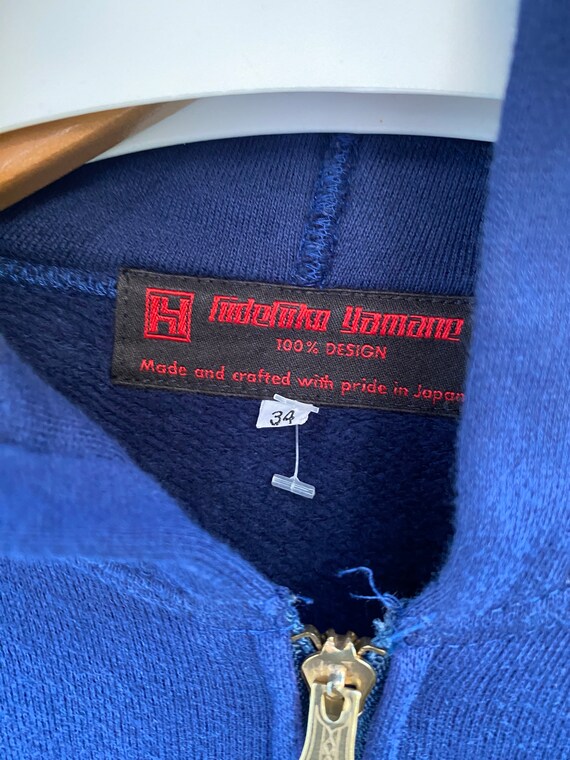 H Hidehiko Yamane
100% DESIGN
Made and crafted with pride in Japan
34